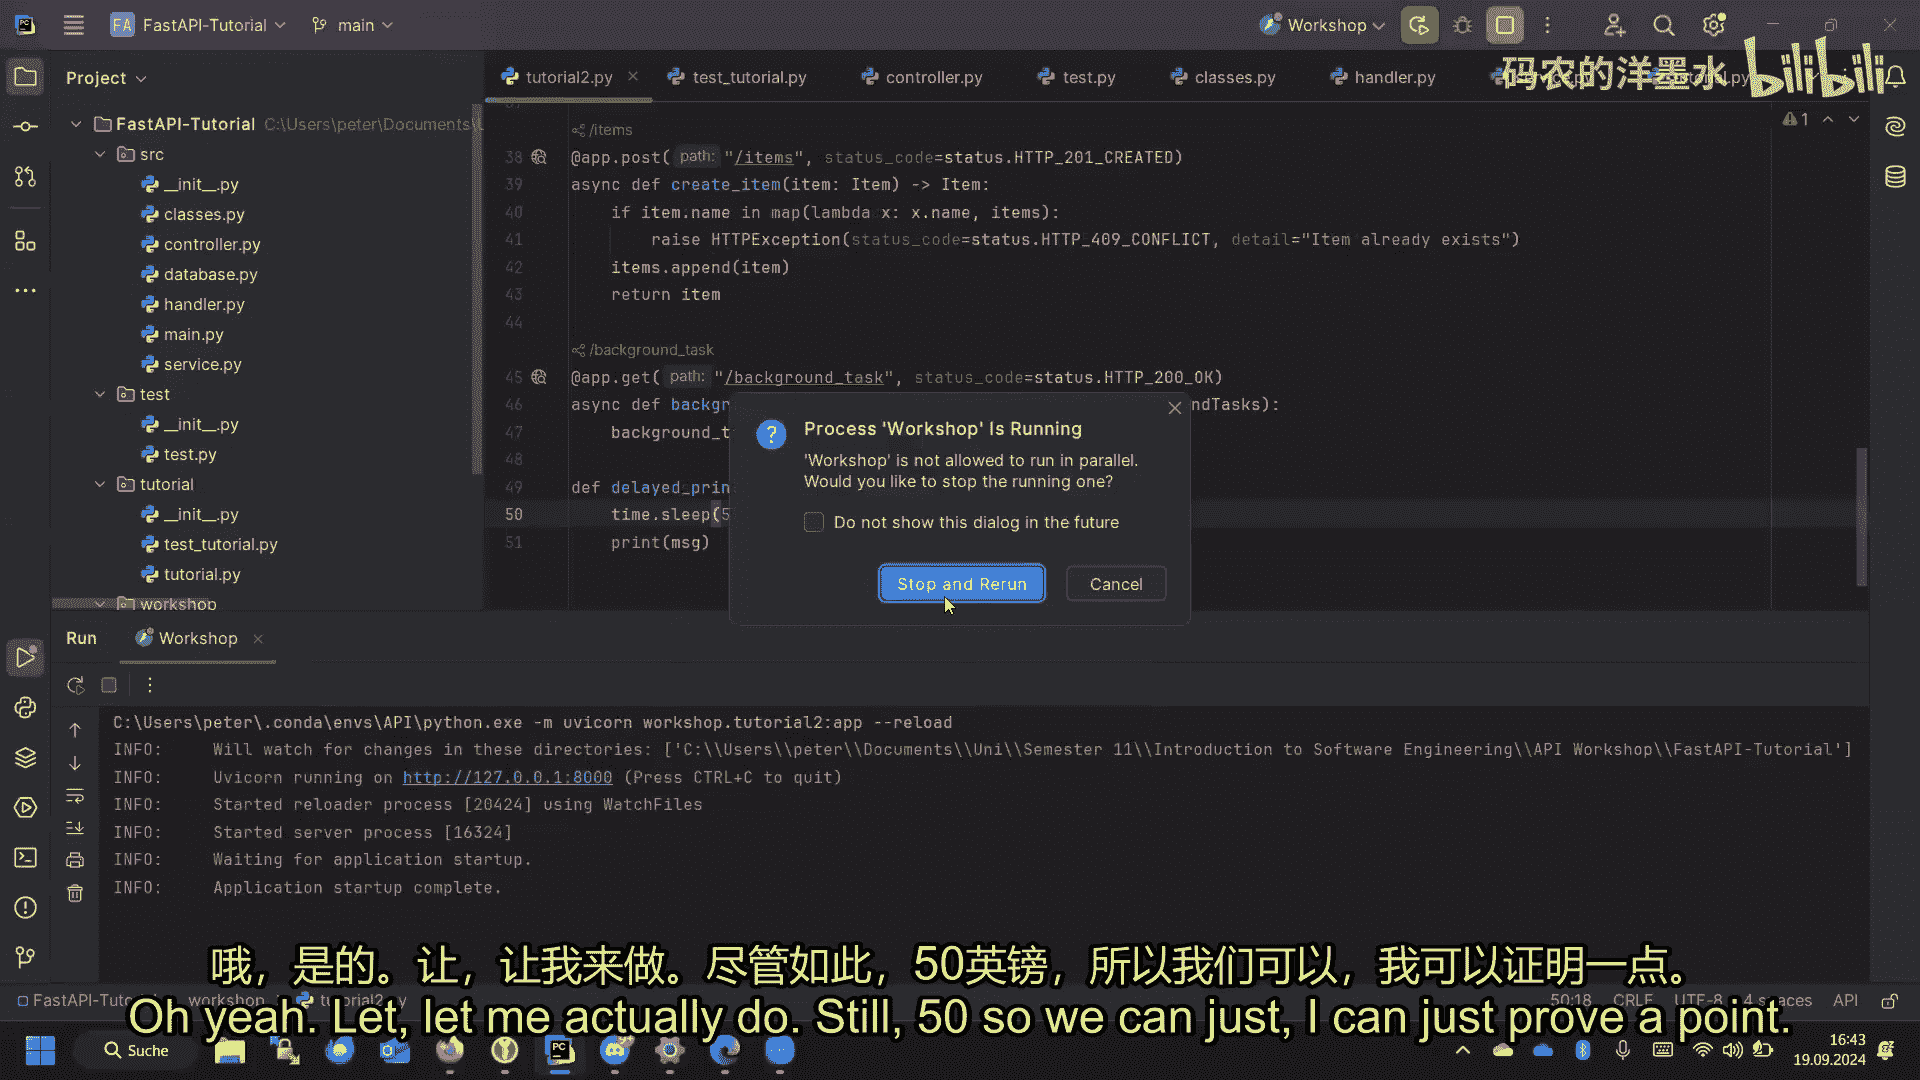 FA FastAPI-Tutorial main Workshop
Project
tutorial2.py test_tutorial.py controller.py test.py classes.py handler.py
码农的洋墨水 bilibili
FastAPI-Tutorial C:\Users\peter\Documents\
src
__init__.py
classes.py
controller.py
database.py
handler.py
main.py
service.py
test
__init__.py
test.py
tutorial
__init__.py
test_tutorial.py
tutorial.py
workshop
1
/items
38 @app.post( path: "/items", status_code=status.HTTP_201_CREATED)
39 async def create_item(item: Item) -> Item:
40 if item.name in map(lambda x: x.name, items):
41 raise HTTPException(status_code=status.HTTP_409_CONFLICT, detail="Item already exists")
42 items.append(item)
43 return item
44
/background_task
45 @app.get( path: "/background_task", status_code=status.HTTP_200_OK)
46 async def backgr ndTasks):
47 background_t
48
49 def delayed_prin
50 time.sleep(5
51 print(msg)
Process 'Workshop' Is Running
'Workshop' is not allowed to run in parallel.
Would you like to stop the running one?
Do not show this dialog in the future
Stop and Rerun Cancel
Run Workshop
C:\Users\peter\.conda\envs\API\python.exe -m uvicorn workshop.tutorial2:app --reload
INFO: Will watch for changes in these directories: ['C:\\Users\\peter\\Documents\\Uni\\Semester 11\\Introduction to Software Engineering\\API Workshop\\FastAPI-Tutorial']
INFO: Uvicorn running on http://127.0.0.1:8000 (Press CTRL+C to quit)
INFO: Started reloader process [20424] using WatchFiles
INFO: Started server process [16324]
INFO: Waiting for application startup.
INFO: Application startup complete.
哦，是的。让，让我来做。尽管如此，50英镑，所以我们可以，我可以证明一点。
FastAPI-Tuto workshop tutorial2.py 50:18 CRLF UTF-8 4 spaces API
Oh yeah. Let, let me actually do. Still, 50 so we can just, I can just prove a point.
Suche
16:43
19.09.2024